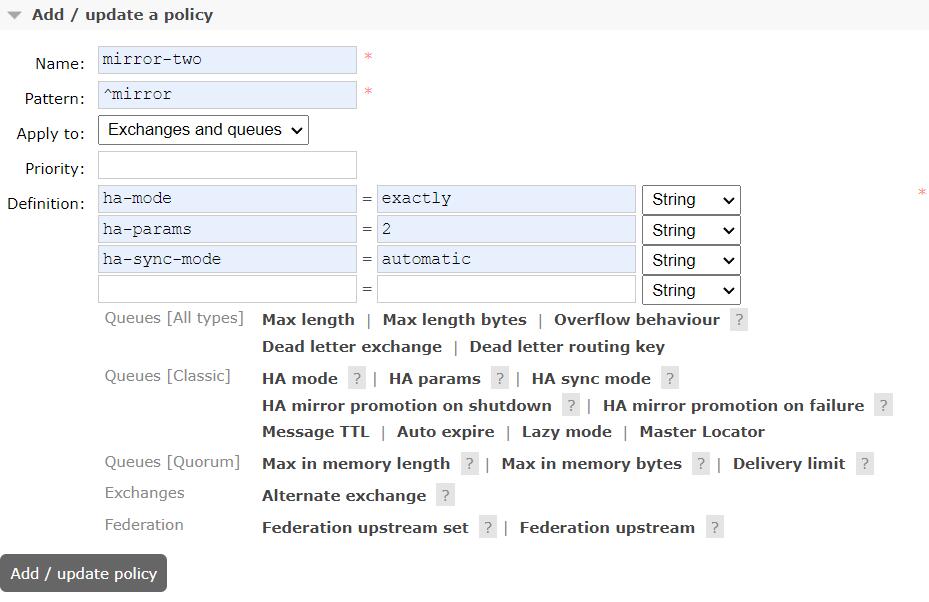 Add / update a policy
Name: mirror-two *
Pattern: ^mirror *
Apply to: Exchanges and queues
Priority:
Definition: ha-mode = exactly String *
ha-params = 2 String
ha-sync-mode = automatic String
= String
Queues [All types] Max length | Max length bytes | Overflow behaviour ?
Dead letter exchange | Dead letter routing key
Queues [Classic] HA mode ? | HA params ? | HA sync mode ?
HA mirror promotion on shutdown ? | HA mirror promotion on failure ?
Message TTL | Auto expire | Lazy mode | Master Locator
Queues [Quorum] Max in memory length ? | Max in memory bytes ? | Delivery limit ?
Exchanges Alternate exchange ?
Federation Federation upstream set ? | Federation upstream ?
Add / update policy